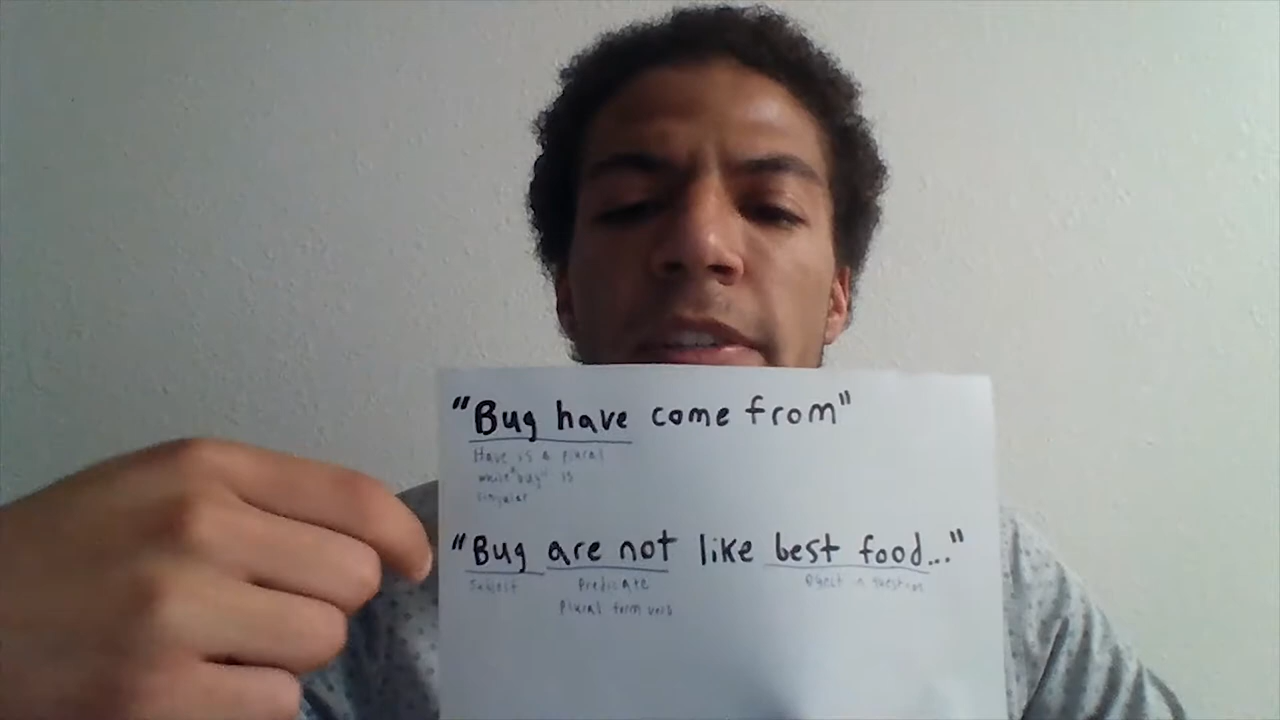 "Bug have come from"
Have is a plural
while "bug" is
singular
"Bug are not like best food..."
Subject Predicate Object in question
Plural form verb